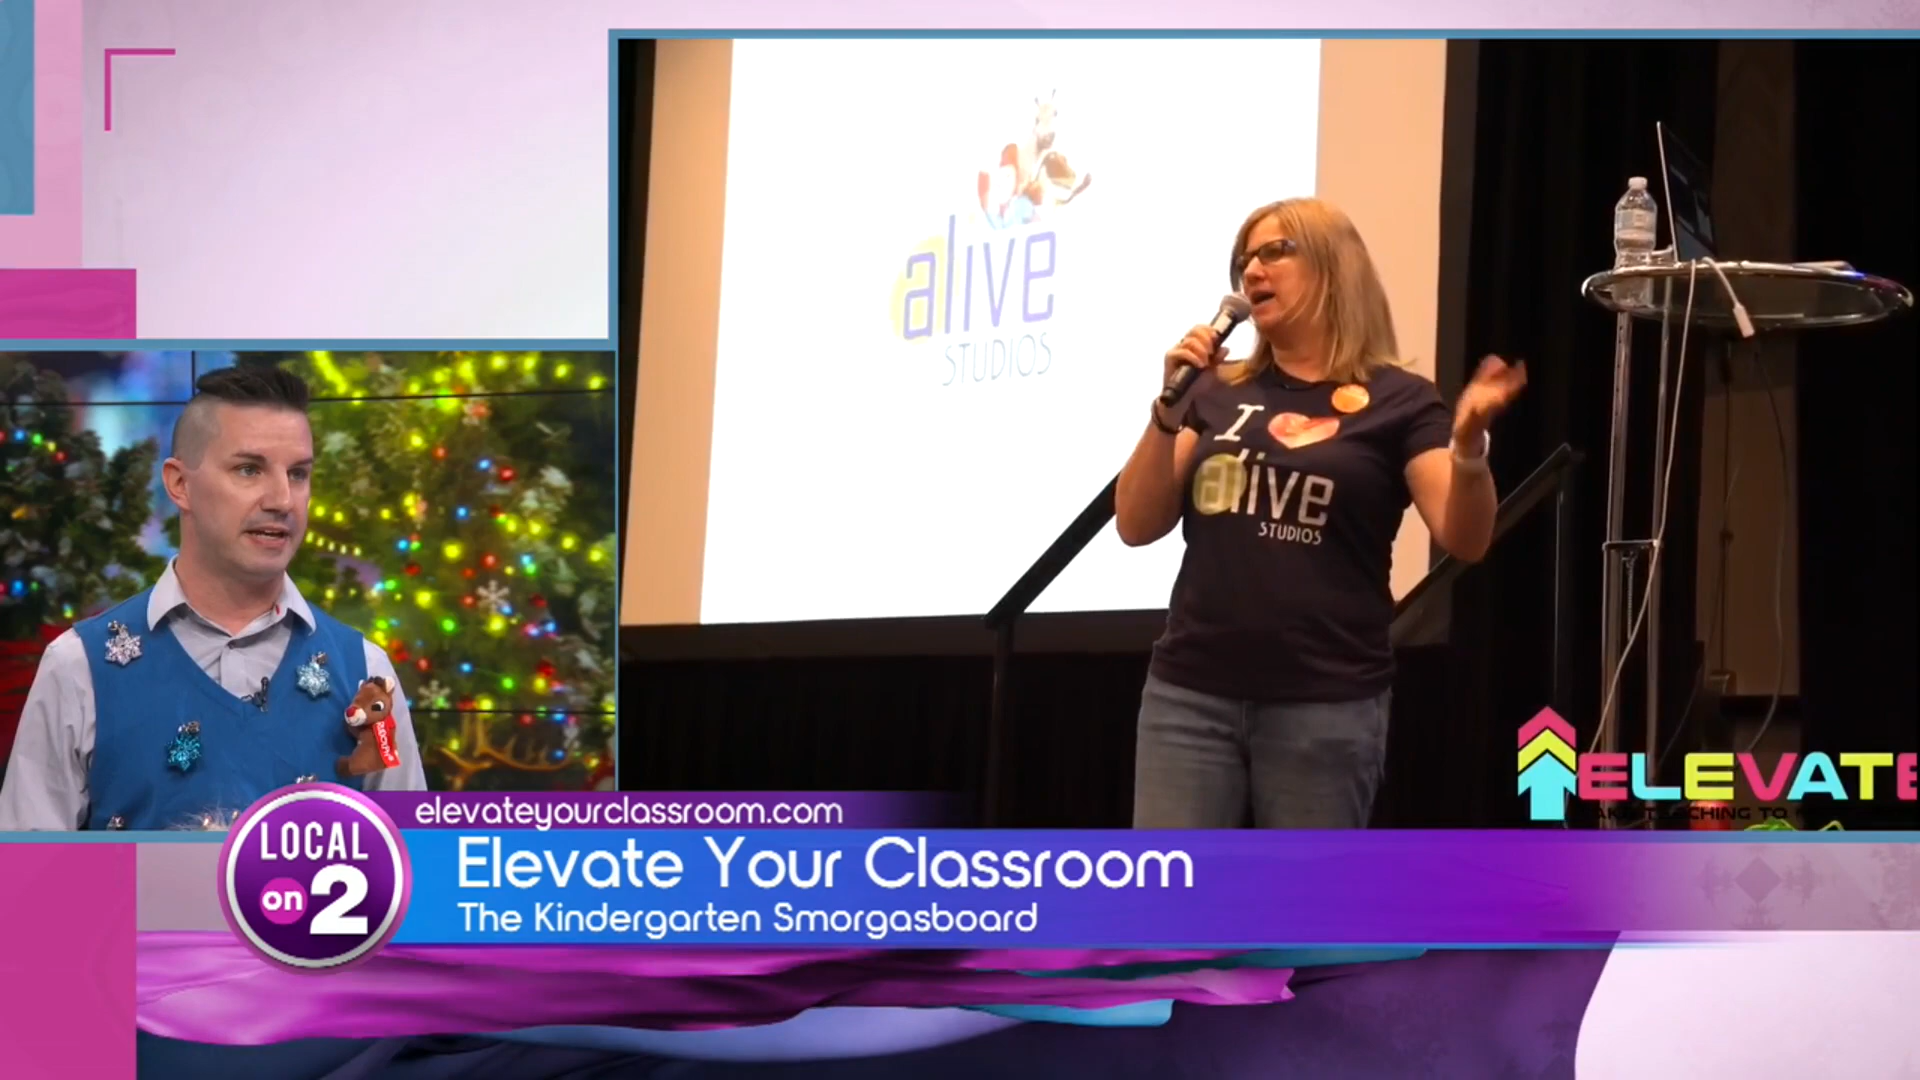 alive
STUDIOS
I
alive
STUDIOS
ELEVATE
elevateyourclassroom.com
LOCAL
on 2
Elevate Your Classroom
The Kindergarten Smorgasboard